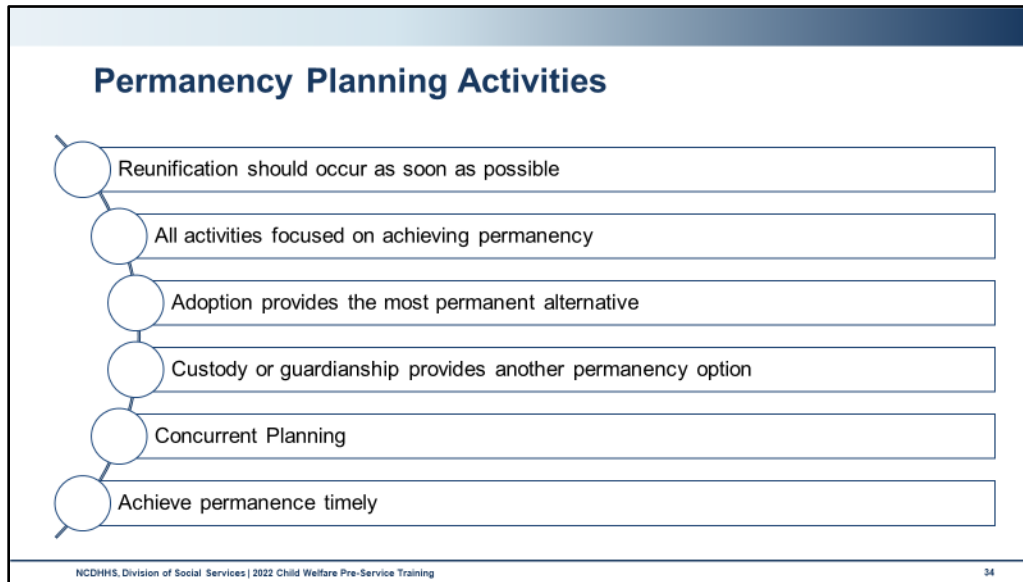 Permanency Planning Activities
Reunification should occur as soon as possible
All activities focused on achieving permanency
Adoption provides the most permanent alternative
Custody or guardianship provides another permanency option
Concurrent Planning
Achieve permanence timely
NCDHHS, Division of Social Services | 2022 Child Welfare Pre-Service Training
34